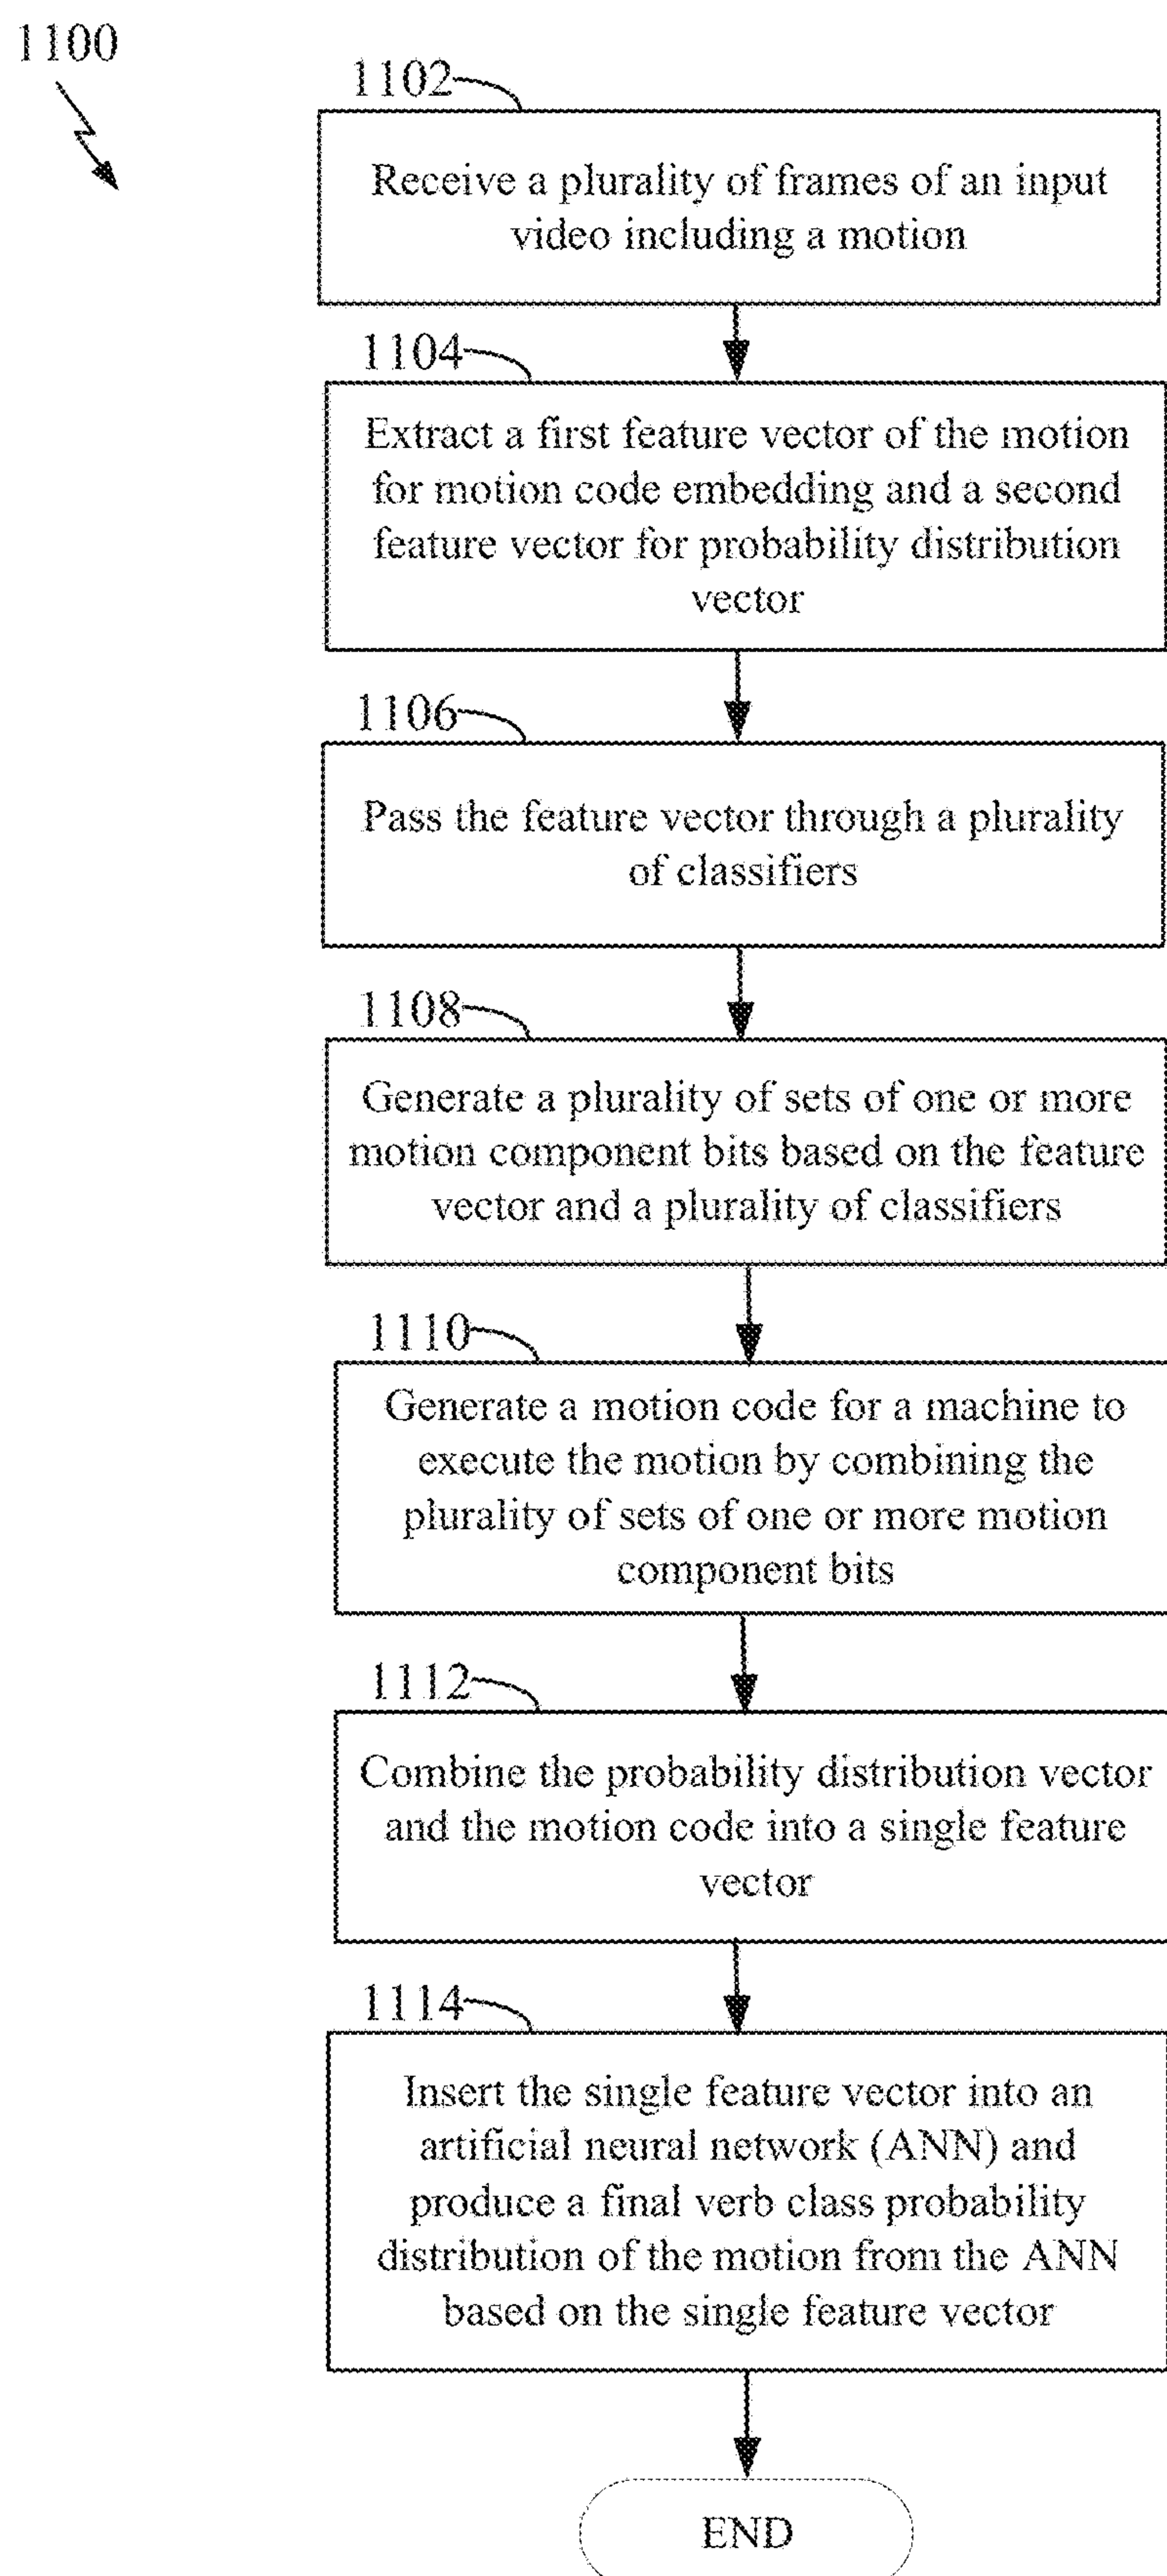 1100
1102
Receive a plurality of frames of an input
video including a motion
1104
Extract a first feature vector of the motion
for motion code embedding and a second
feature vector for probability distribution
vector
1106
Pass the feature vector through a plurality
of classifiers
1108
Generate a plurality of sets of one or more
motion component bits based on the feature
vector and a plurality of classifiers
1110
Generate a motion code for a machine to
execute the motion by combining the
plurality of sets of one or more motion
component bits
1112
Combine the probability distribution vector
and the motion code into a single feature
vector
1114
Insert the single feature vector into an
artificial neural network (ANN) and
produce a final verb class probability
distribution of the motion from the ANN
based on the single feature vector
END